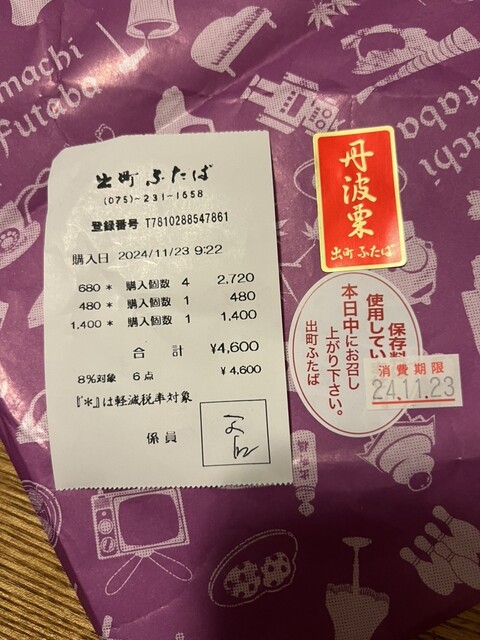 machi
Futaba
出町ふたば
(075)-231-1658
登録番号 T7810288547861
購入日 2024/11/23 9:22
680 * 購入個数 4 2,720
480 * 購入個数 1 480
1,400 * 購入個数 1 1,400
合 計 ¥4,600
8%対象 6点 ¥4,600
『*』は軽減税率対象
係員
丹波栗
出町ふたば
保存料
使用してい
本日中にお召し
上がり下さい。
出町ふたば
消費期限
24.11.23
utaba
chi